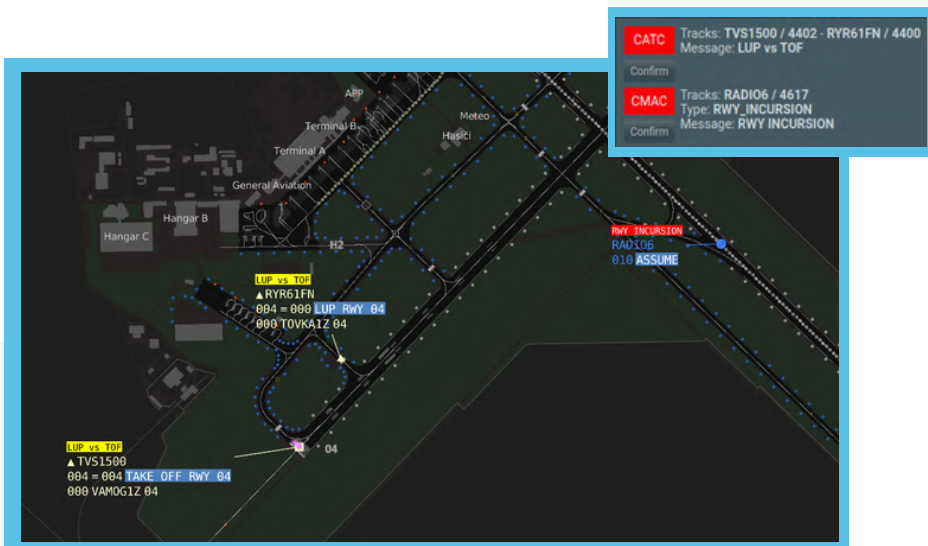 CATC
Tracks: TVS1500 / 4402 - RYR61FN / 4400
Message: LUP vs TOF
Confirm
CMAC
Tracks: RADIO6 / 4617
Type: RWY_INCURSION
Message: RWY INCURSION
Confirm
APP
Meteo
Terminal B
Hasiči
Terminal A
General Aviation
Hangar B
Hangar C
H2
RWY INCURSION
RADIO6
010 ASSUME
LUP vs TOF
▲RYR61FN
004 = 000 LUP RWY 04
000 TOVKA1Z 04
04
LUP vs TOF
▲TVS1500
004 = 004 TAKE OFF RWY 04
000 VAMOG1Z 04